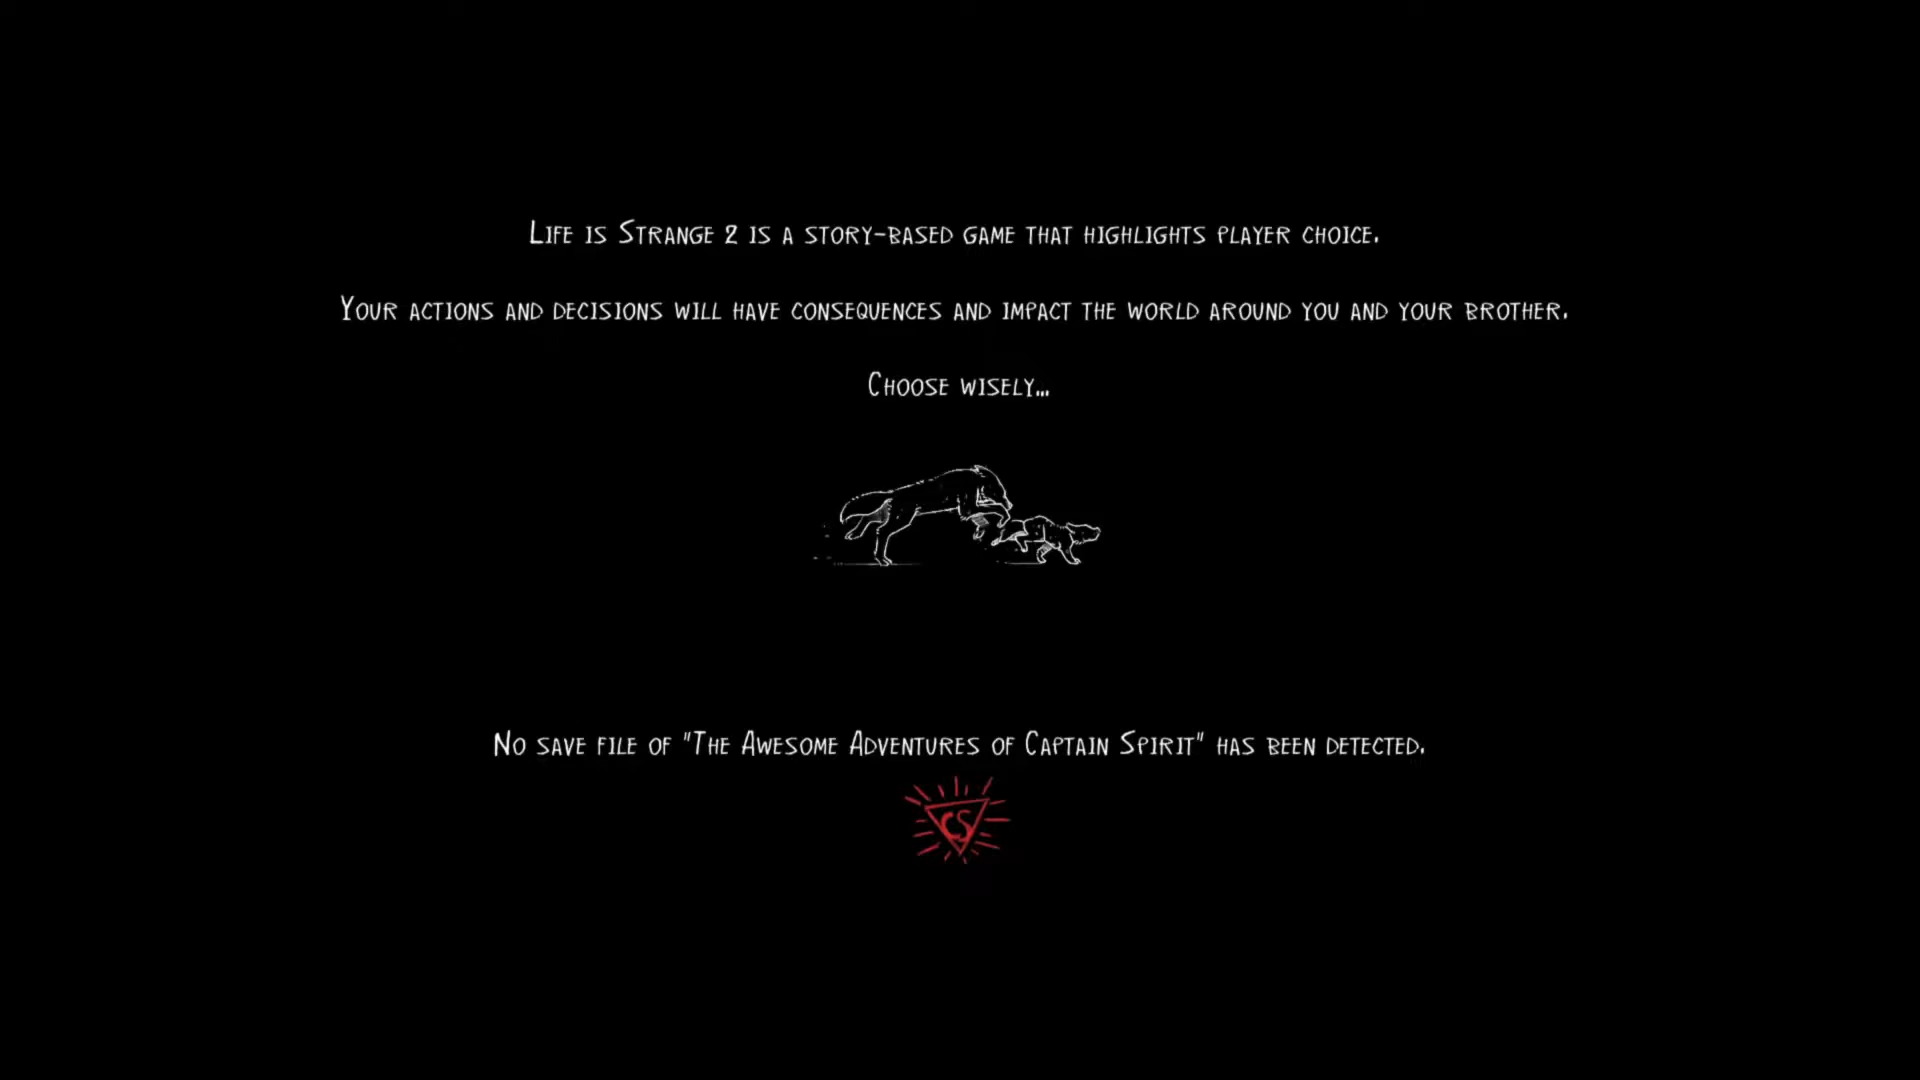 Life is Strange 2 is a story-based game that highlights player choice.
Your actions and decisions will have consequences and impact the world around you and your brother.
Choose wisely...
No save file of "The Awesome Adventures of Captain Spirit" has been detected.
CS